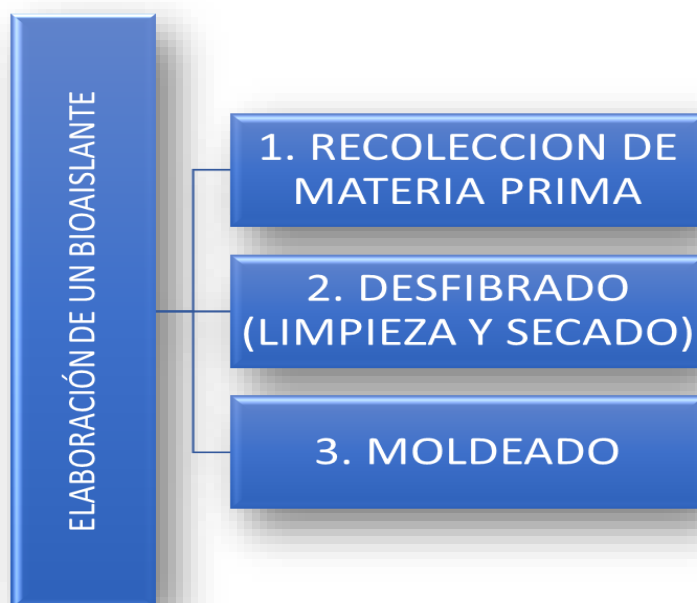 ELABORACIÓN DE UN BIOAISLANTE
1. RECOLECCION DE
MATERIA PRIMA
2. DESFIBRADO
(LIMPIEZA Y SECADO)
3. MOLDEADO